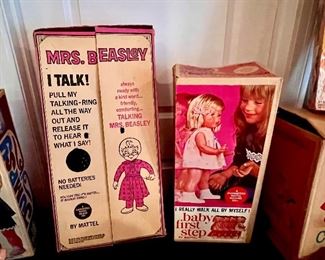 MRS. BEASLEY
I TALK!
PULL MY
TALKING-RING
ALL THE WAY
OUT AND
RELEASE IT
TO HEAR
WHAT I SAY!
NO BATTERIES
NEEDED!
BY MATTEL
always
ready with
a kind word...
friendly,
comforting...
TALKING
MRS. BEASLEY
I REALLY WALK ALL BY MYSELF!
baby
first
step